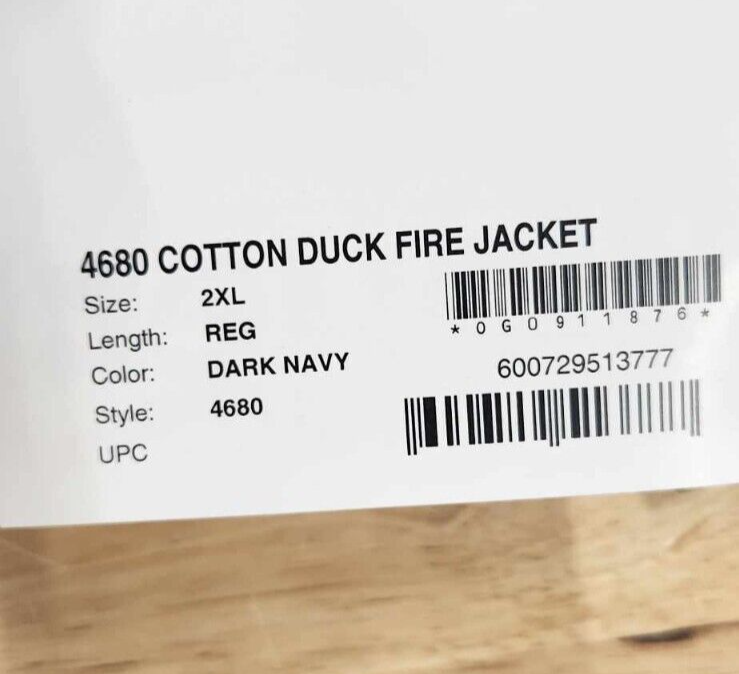 4680 COTTON DUCK FIRE JACKET
Size: 2XL
Length: REG
Color: DARK NAVY
Style: 4680
UPC
*0G0911876*
600729513777